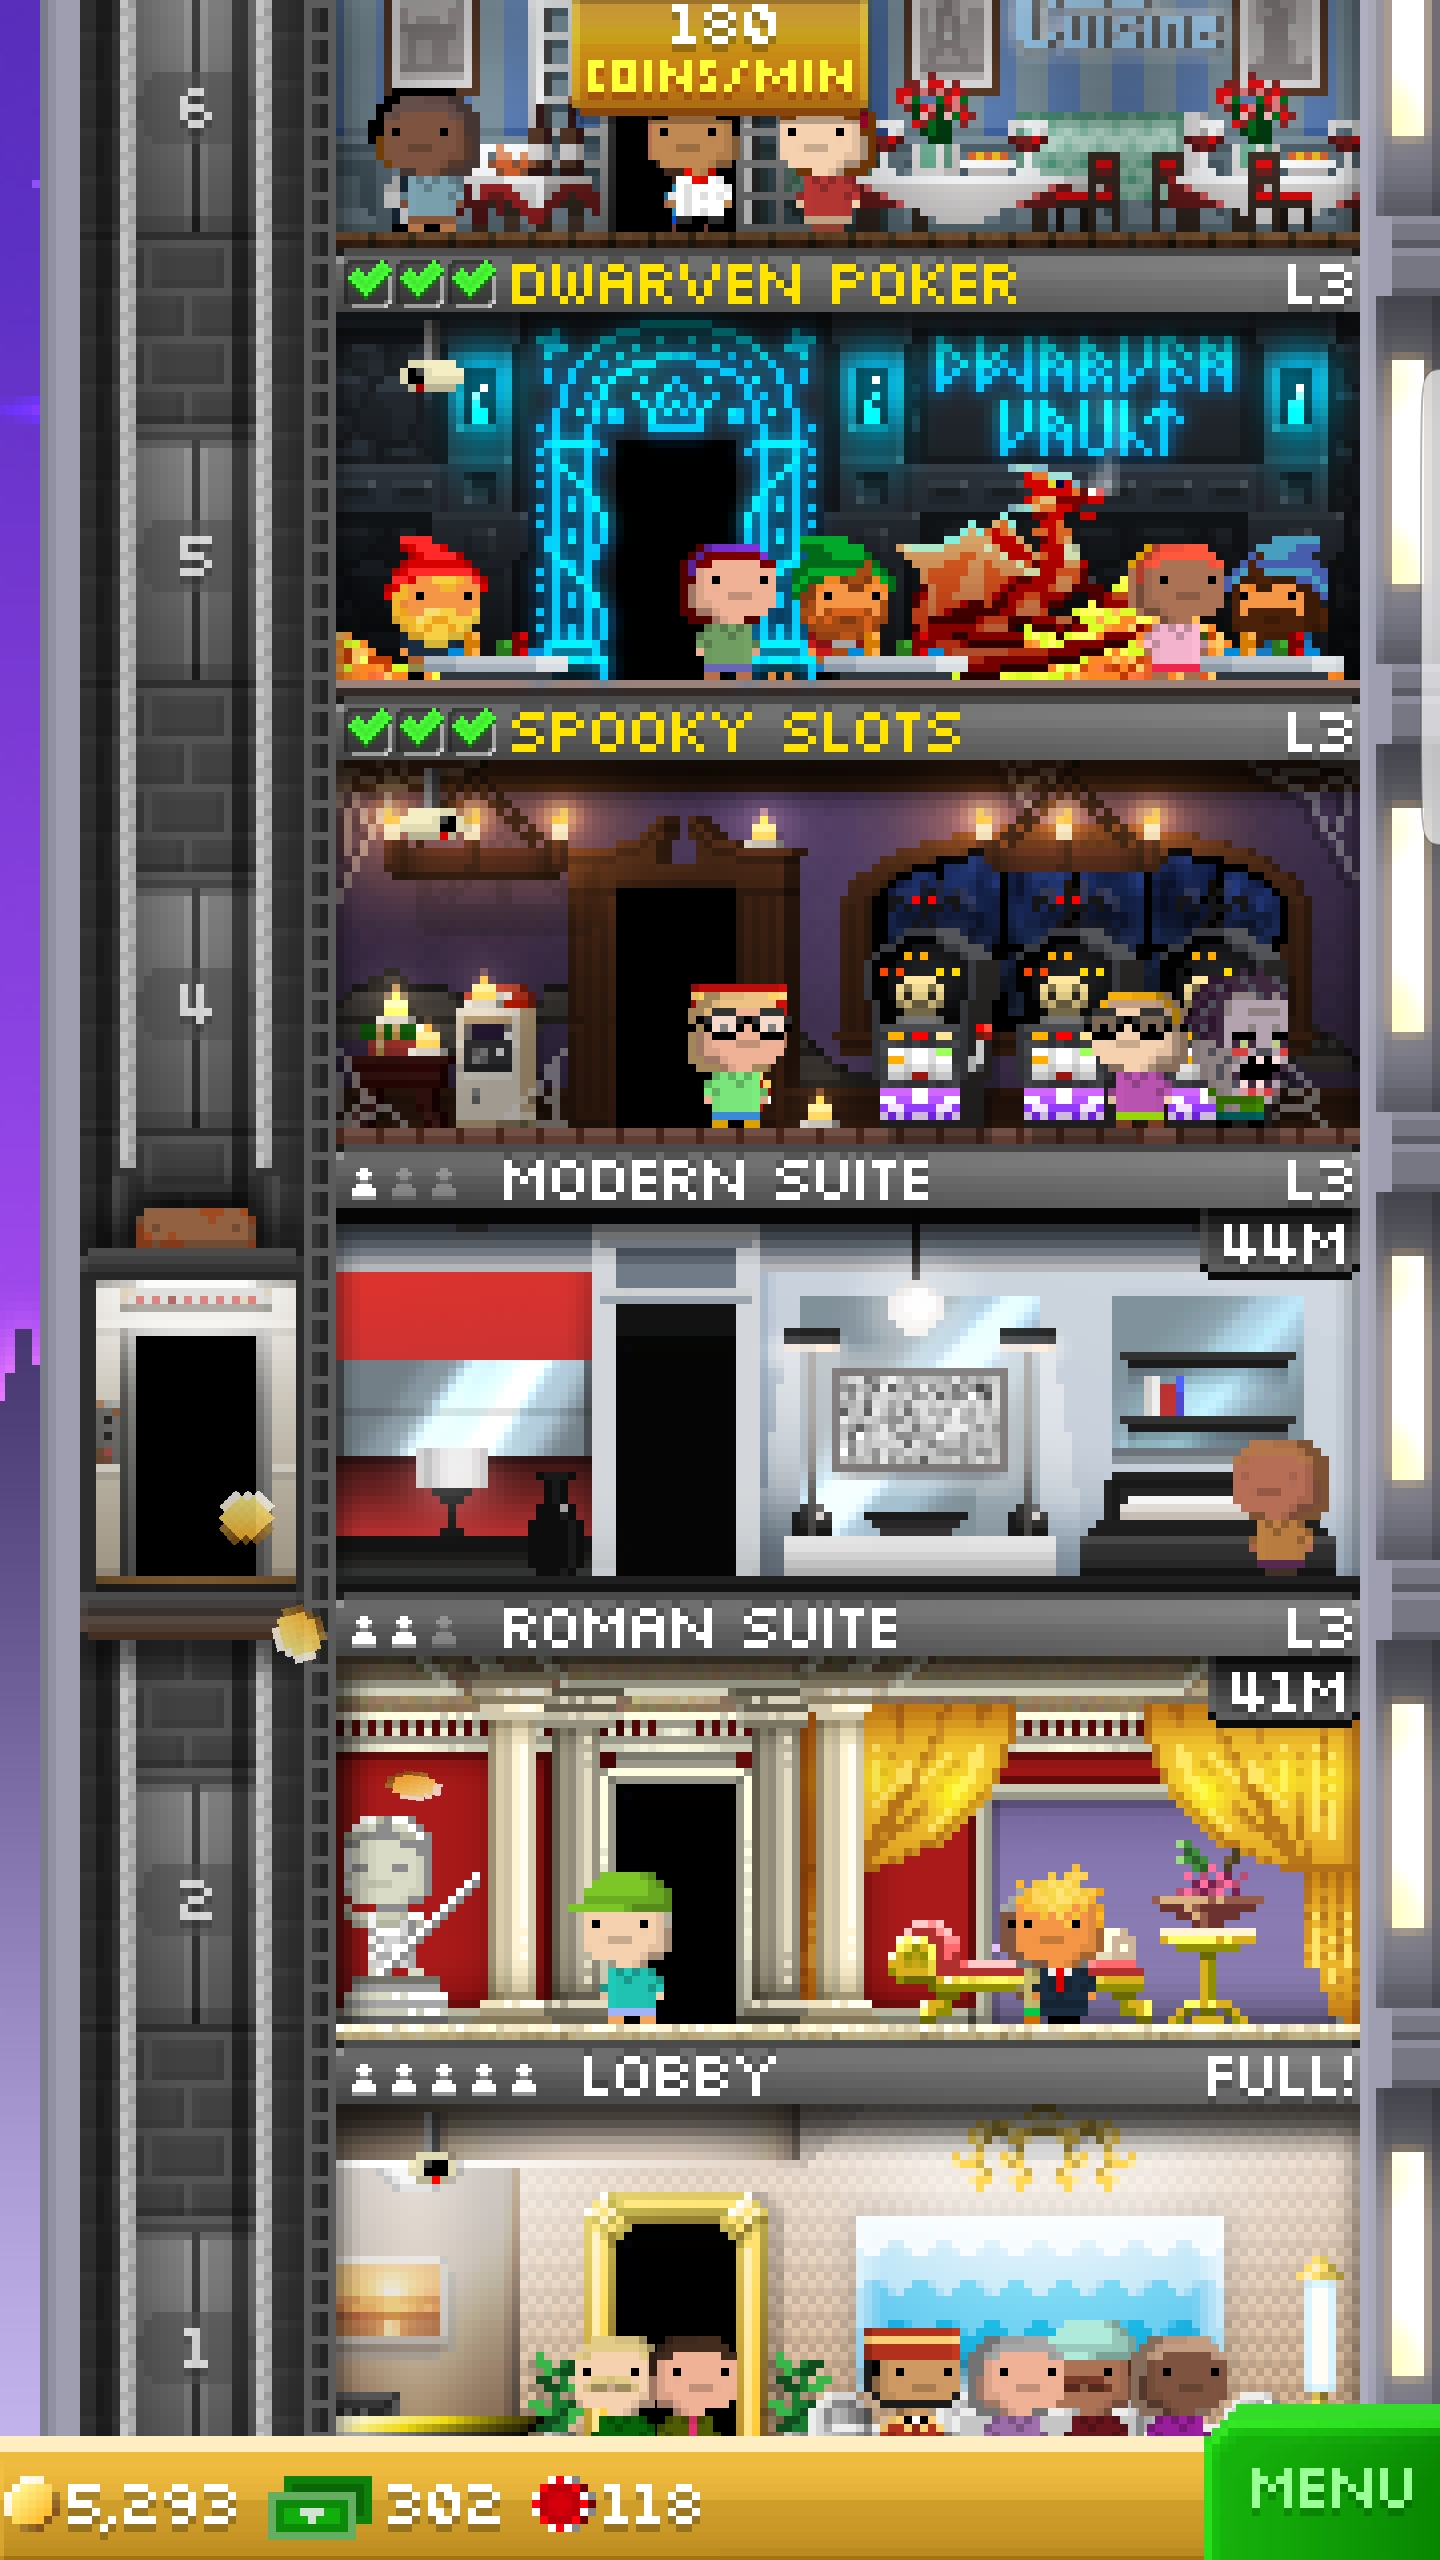 Cuisine
180
COINS/MIN
6
DWARVEN POKER L3
DWARVEN
VAULT
5
SPOOKY SLOTS L3
4
MODERN SUITE L3
44M
ROMAN SUITE L3
41M
2
LOBBY FULL!
1
5,293 302 118
MENU